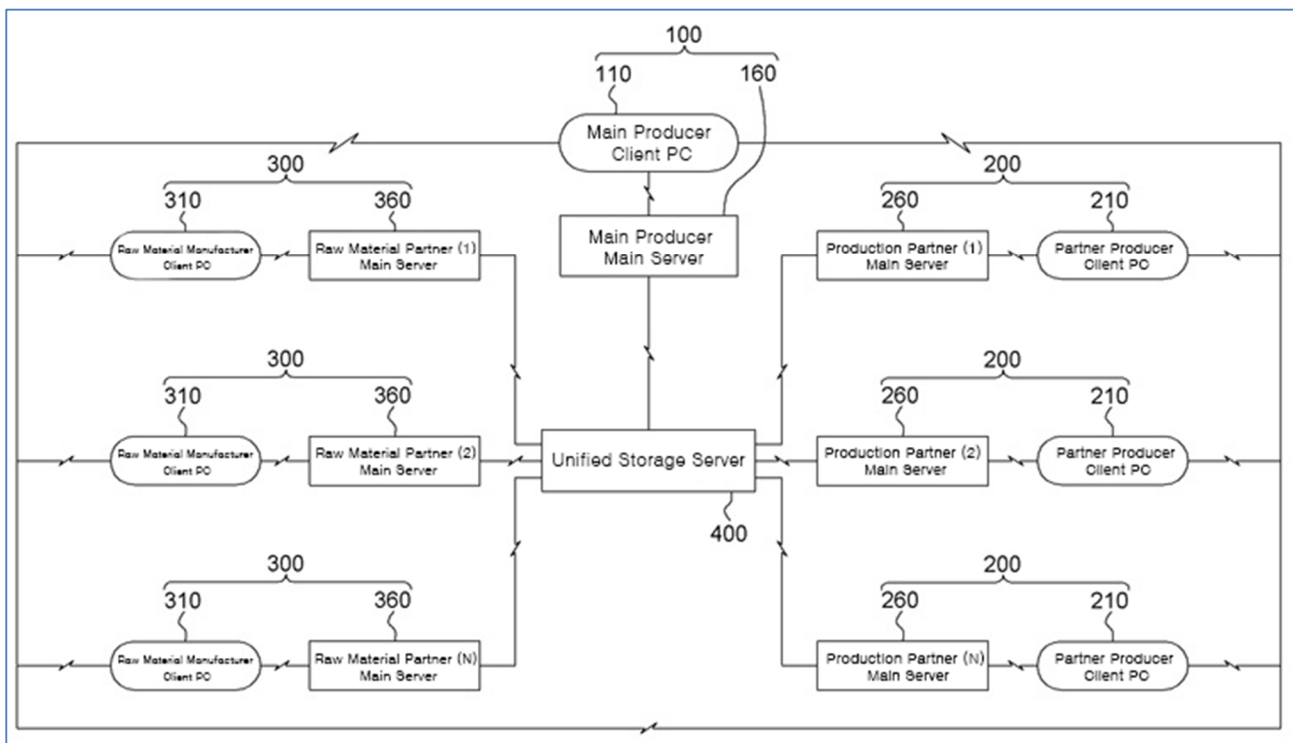 100
110
160
Main Producer
Client PC
300
200
310
360
260
210
Raw Material Manufacturer
Client PC
Raw Material Partner (1)
Main Server
Main Producer
Main Server
Production Partner (1)
Main Server
Partner Producer
Client PC
300
200
310
360
260
210
Raw Material Manufacturer
Client PC
Raw Material Partner (2)
Main Server
Unified Storage Server
Production Partner (2)
Main Server
Partner Producer
Client PC
400
300
200
310
360
260
210
Raw Material Manufacturer
Client PC
Raw Material Partner (N)
Main Server
Production Partner (N)
Main Server
Partner Producer
Client PC